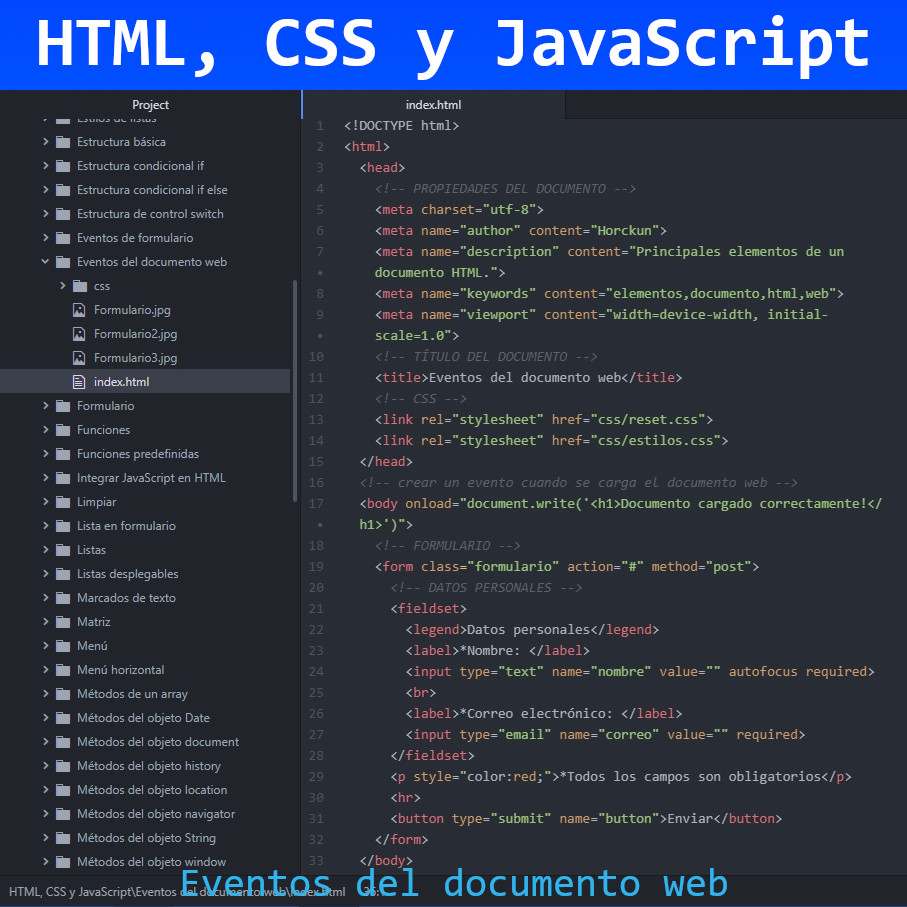 HTML, CSS y JavaScript
Project
Estilos de listas
Estructura básica
Estructura condicional if
Estructura condicional if else
Estructura de control switch
Eventos de formulario
Eventos del documento web
css
Formulario.jpg
Formulario2.jpg
Formulario3.jpg
index.html
Formulario
Funciones
Funciones predefinidas
Integrar JavaScript en HTML
Limpiar
Lista en formulario
Listas
Listas desplegables
Marcados de texto
Matriz
Menú
Menú horizontal
Métodos de un array
Métodos del objeto Date
Métodos del objeto document
Métodos del objeto history
Métodos del objeto location
Métodos del objeto navigator
Métodos del objeto String
Métodos del objeto window
index.html
1 <!DOCTYPE html>
2 <html>
3 <head>
4 <!-- PROPIEDADES DEL DOCUMENTO -->
5 <meta charset="utf-8">
6 <meta name="author" content="Horckun">
7 <meta name="description" content="Principales elementos de un
• documento HTML.">
8 <meta name="keywords" content="elementos,documento,html,web">
9 <meta name="viewport" content="width=device-width, initial-
• scale=1.0">
10 <!-- TÍTULO DEL DOCUMENTO -->
11 <title>Eventos del documento web</title>
12 <!-- CSS -->
13 <link rel="stylesheet" href="css/reset.css">
14 <link rel="stylesheet" href="css/estilos.css">
15 </head>
16 <!-- crear un evento cuando se carga el documento web -->
17 <body onload="document.write('<h1>Documento cargado correctamente!</
• h1>')">
18 <!-- FORMULARIO -->
19 <form class="formulario" action="#" method="post">
20 <!-- DATOS PERSONALES -->
21 <fieldset>
22 <legend>Datos personales</legend>
23 <label>*Nombre: </label>
24 <input type="text" name="nombre" value="" autofocus required>
25 <br>
26 <label>*Correo electrónico: </label>
27 <input type="email" name="correo" value="" required>
28 </fieldset>
29 <p style="color:red;">*Todos los campos son obligatorios</p>
30 <hr>
31 <button type="submit" name="button">Enviar</button>
32 </form>
33 </body>
HTML, CSS y JavaScript\Eventos del documento web\index.html
Eventos del documento web